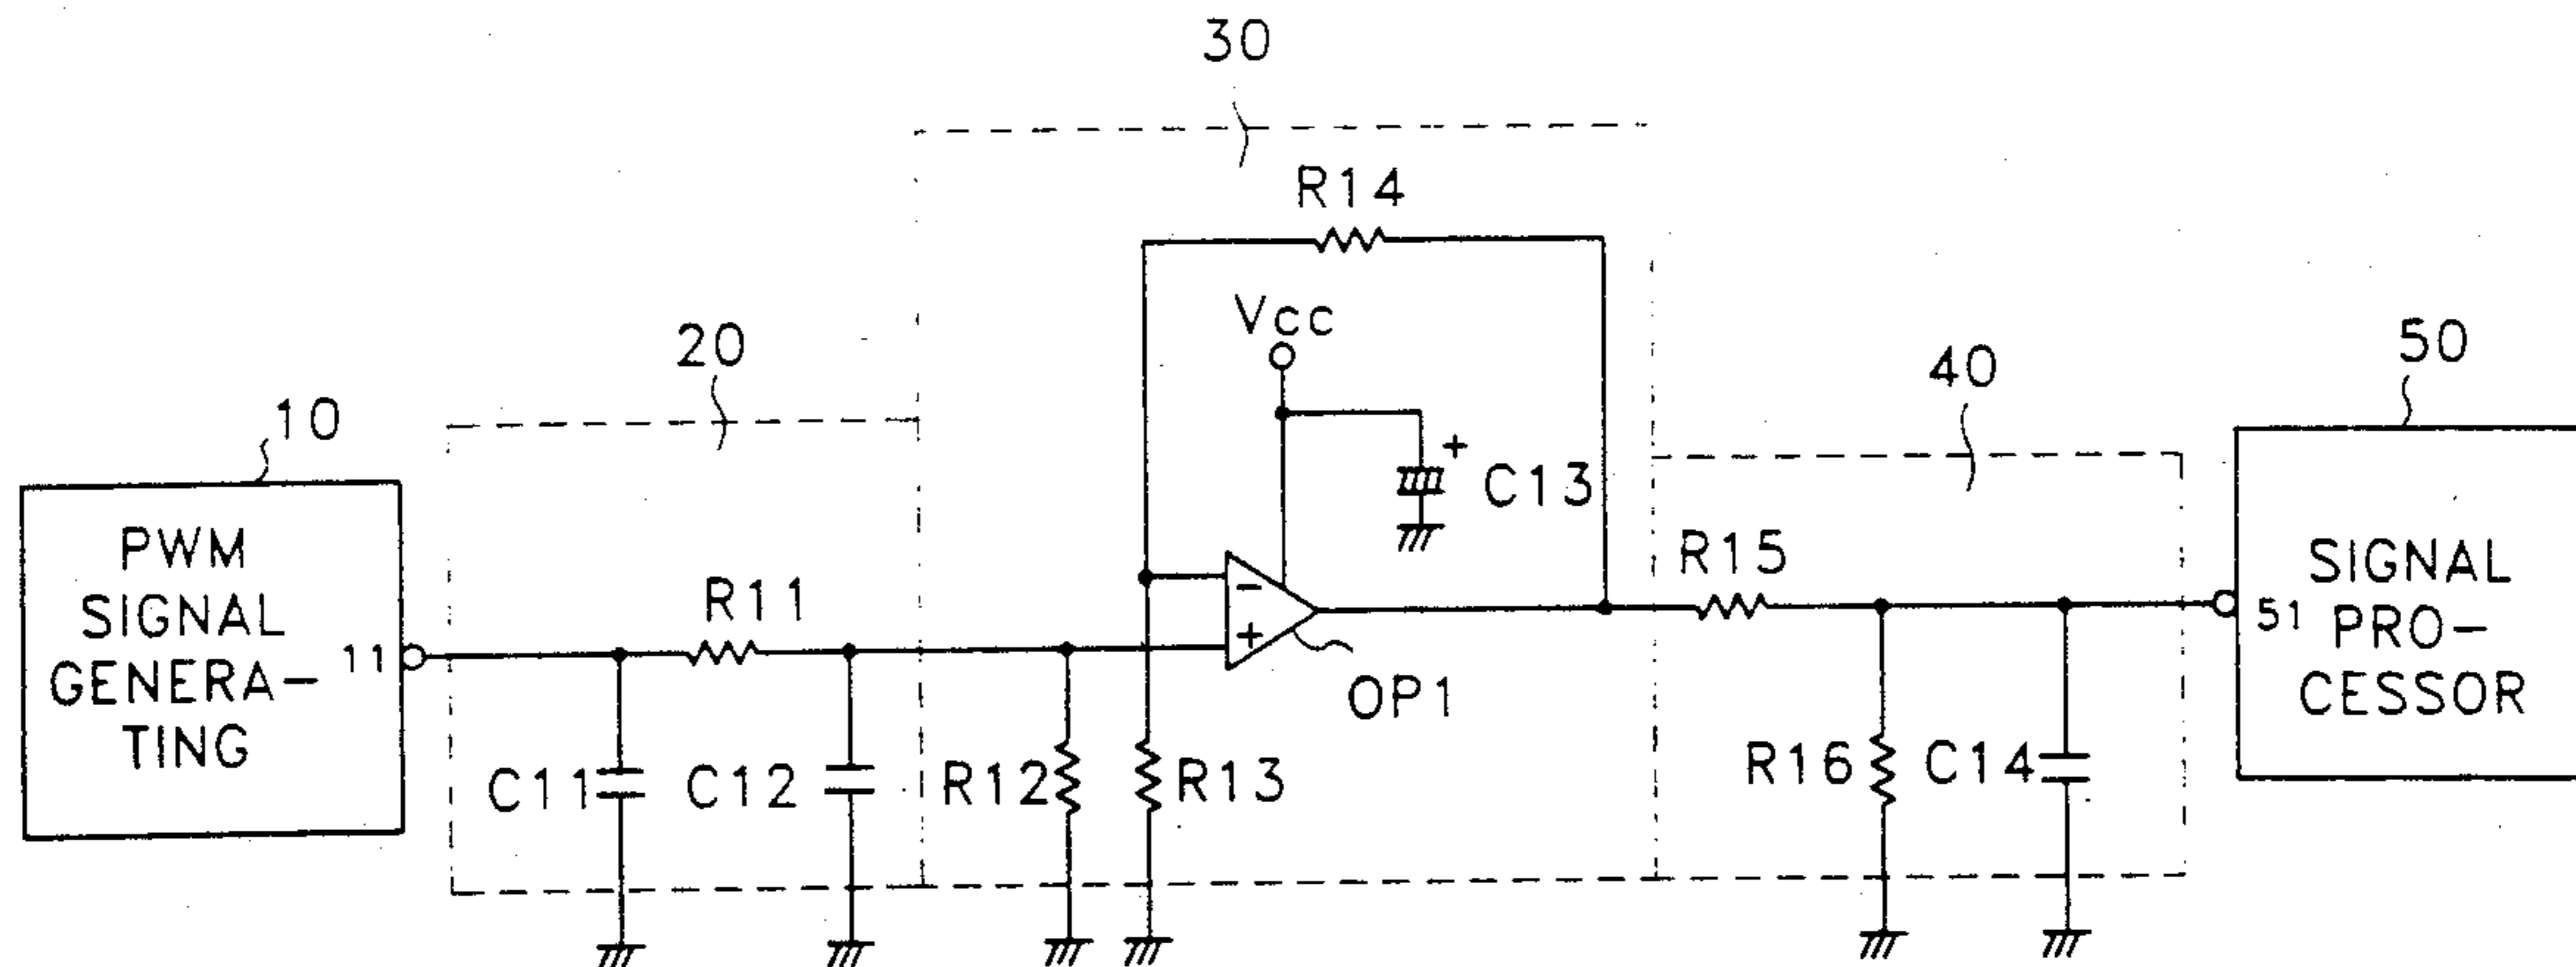 30
R14
Vcc
20
50
40
10
+
C13
PWM
SIGNAL
GENERA-
TING
11
R11
-
+
OP1
R15
51
SIGNAL
PRO-
CESSOR
C11
C12
R12
R13
R16
C14